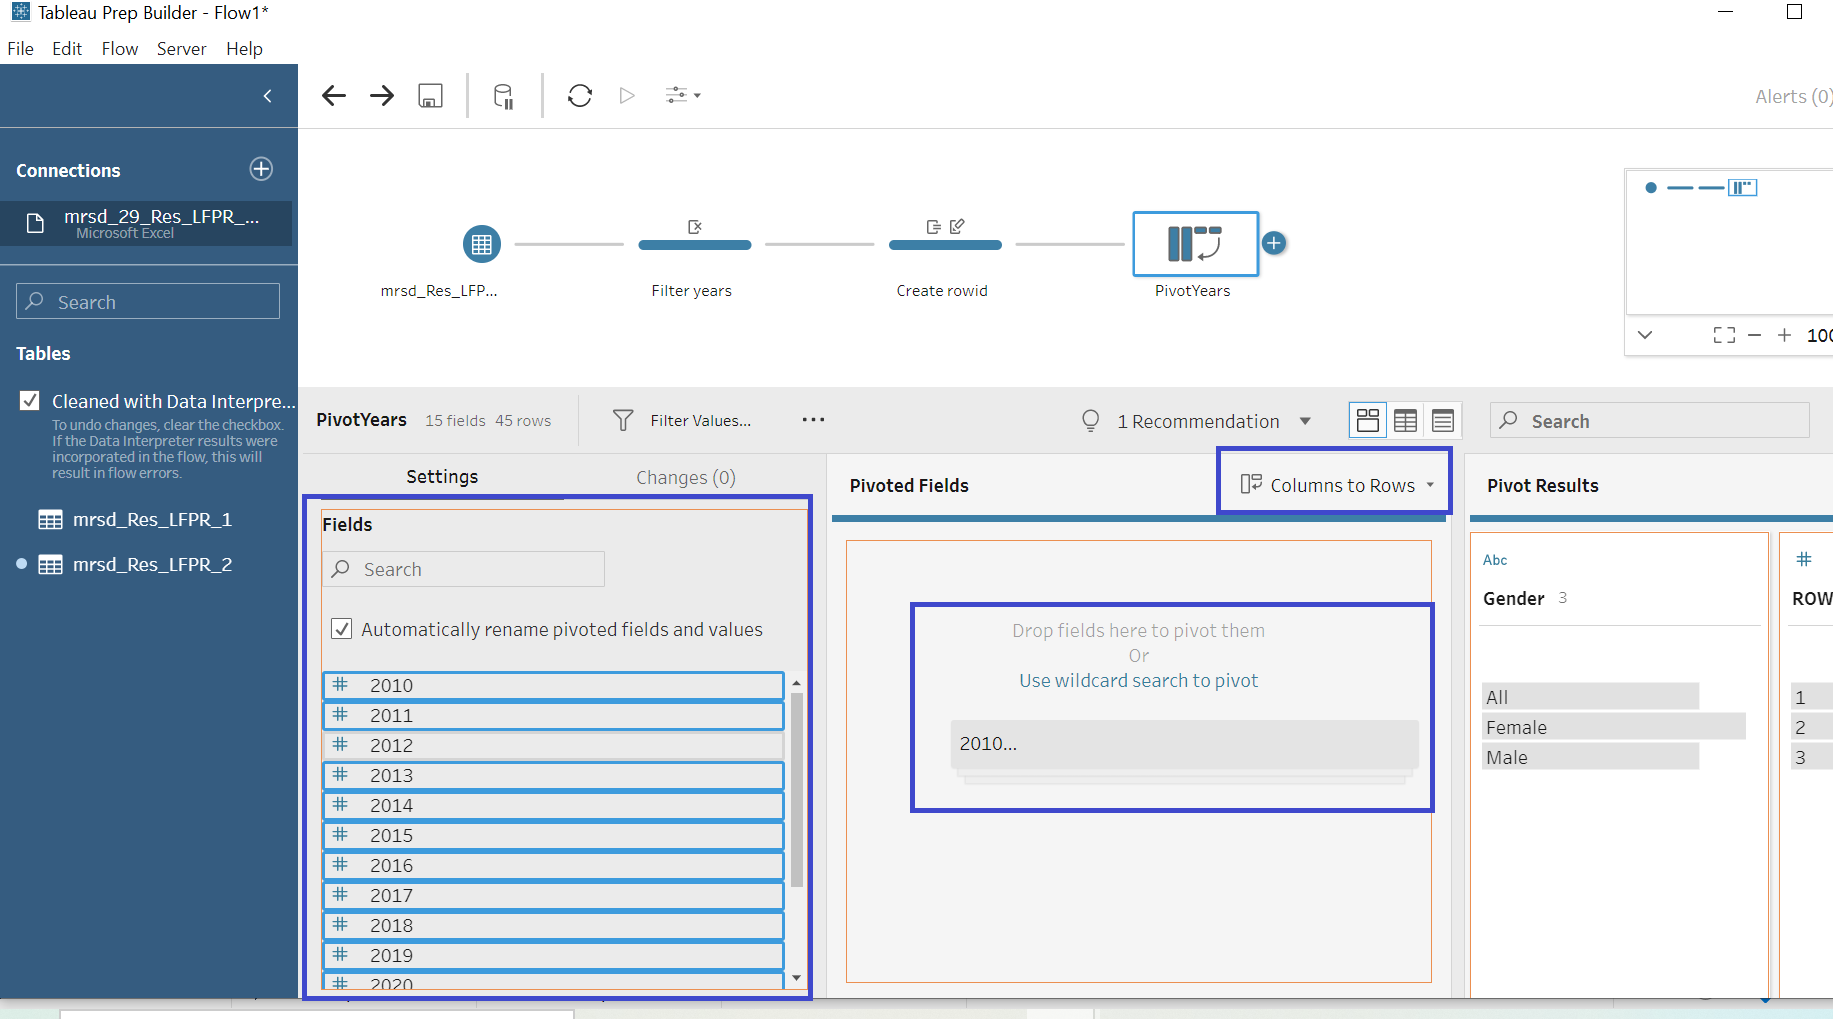 Tableau Prep Builder - Flow1*
File Edit Flow Server Help
Alerts (0)
Connections
mrsd_29_Res_LFPR_...
Microsoft Excel
Search
Tables
Cleaned with Data Interpre...
To undo changes, clear the checkbox.
If the Data Interpreter results were
incorporated in the flow, this will
result in flow errors.
mrsd_Res_LFPR_1
mrsd_Res_LFPR_2
mrsd_Res_LFP...
Filter years
Create rowid
PivotYears
100
PivotYears 15 fields 45 rows
Filter Values...
1 Recommendation
Search
Settings
Changes (0)
Fields
Search
Automatically rename pivoted fields and values
2010
2011
2012
2013
2014
2015
2016
2017
2018
2019
2020
Pivoted Fields
Columns to Rows
Drop fields here to pivot them
Or
Use wildcard search to pivot
2010...
Pivot Results
Abc
Gender 3
All
Female
Male
ROW
1
2
3